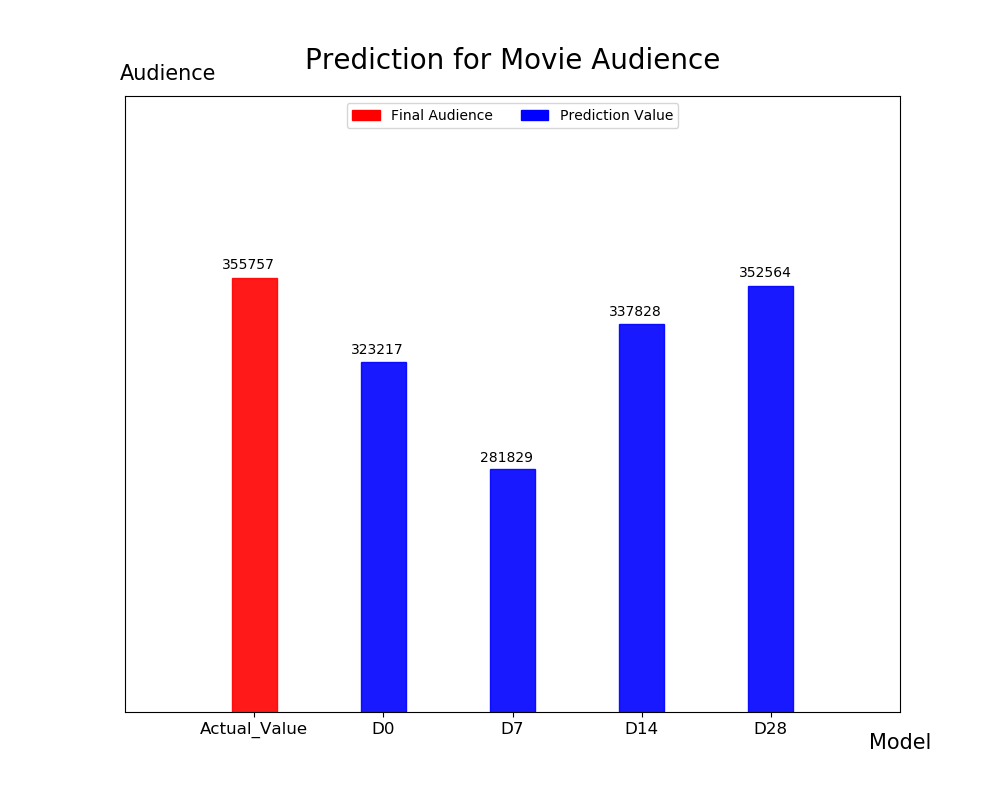 Prediction for Movie Audience
Audience
Final Audience
Prediction Value
355757
323217
281829
337828
352564
Actual_Value
D0
D7
D14
D28
Model